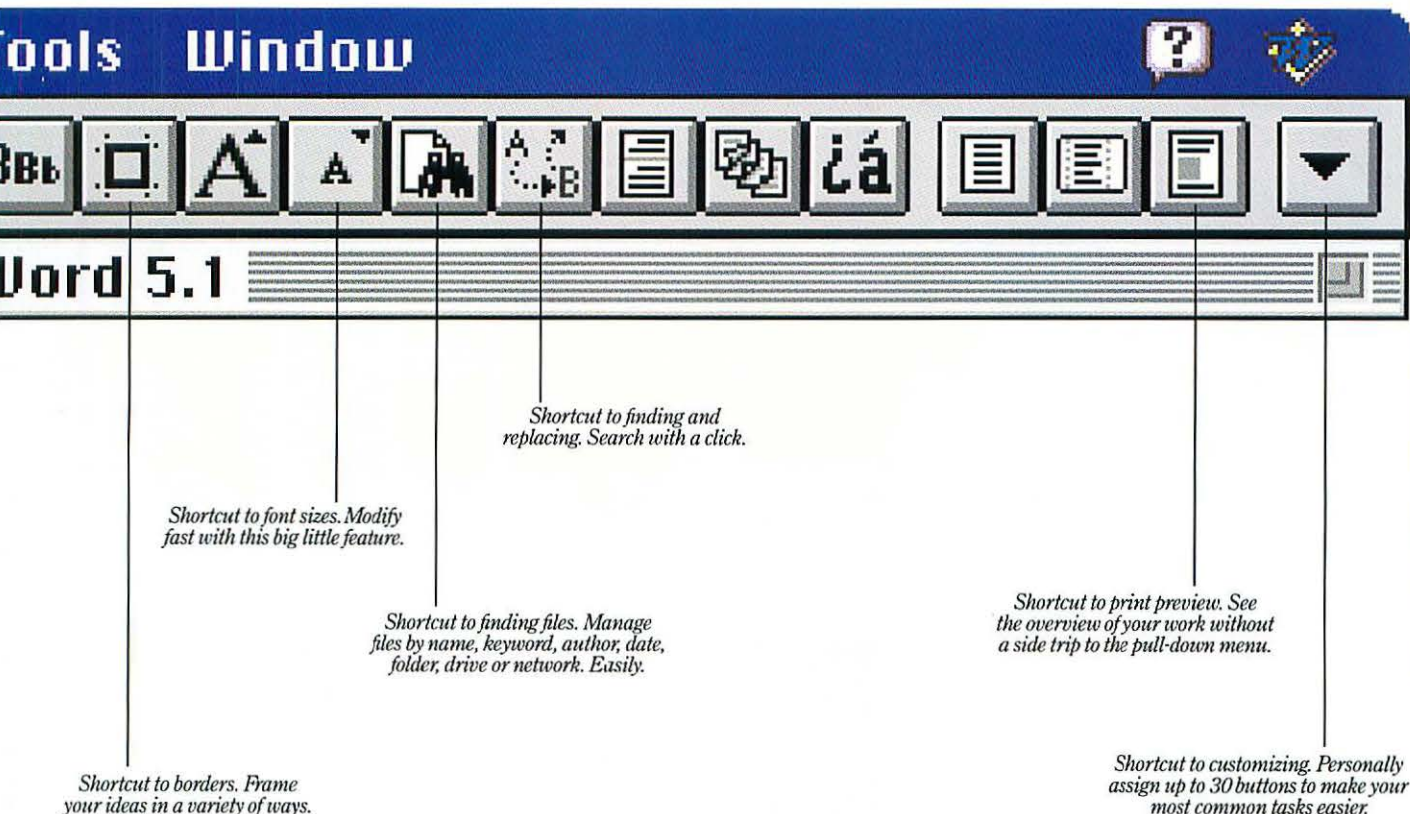 ools Window ?
BBb A A A B ¿á
Word 5.1
Shortcut to finding and
replacing. Search with a click.
Shortcut to font sizes. Modify
fast with this big little feature.
Shortcut to finding files. Manage
files by name, keyword, author, date,
folder, drive or network. Easily.
Shortcut to print preview. See
the overview of your work without
a side trip to the pull-down menu.
Shortcut to borders. Frame
your ideas in a variety of ways.
Shortcut to customizing. Personally
assign up to 30 buttons to make your
most common tasks easier.